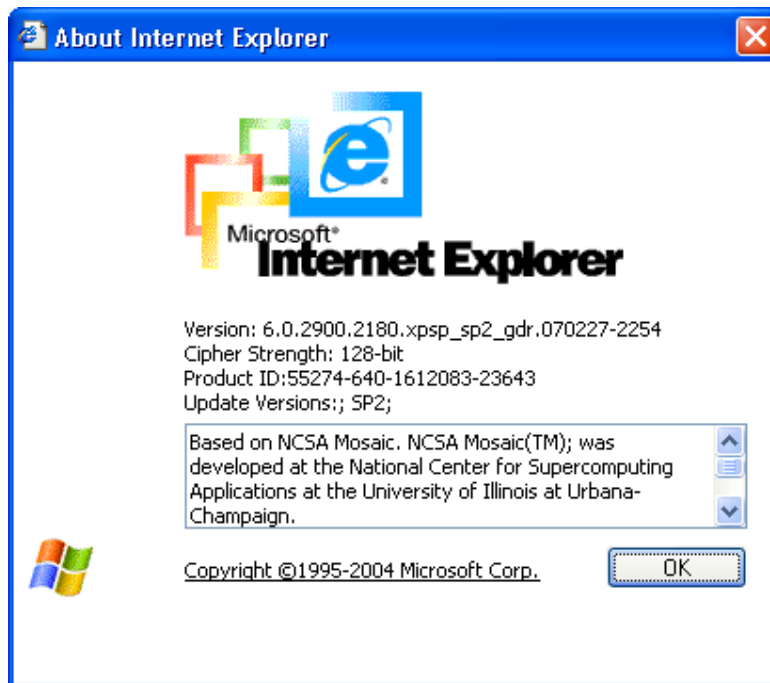 About Internet Explorer
Microsoft®
Internet Explorer
Version: 6.0.2900.2180.xpsp_sp2_gdr.070227-2254
Cipher Strength: 128-bit
Product ID:55274-640-1612083-23643
Update Versions:; SP2;
Based on NCSA Mosaic. NCSA Mosaic(TM); was
developed at the National Center for Supercomputing
Applications at the University of Illinois at Urbana-
Champaign.
Copyright ©1995-2004 Microsoft Corp.
OK